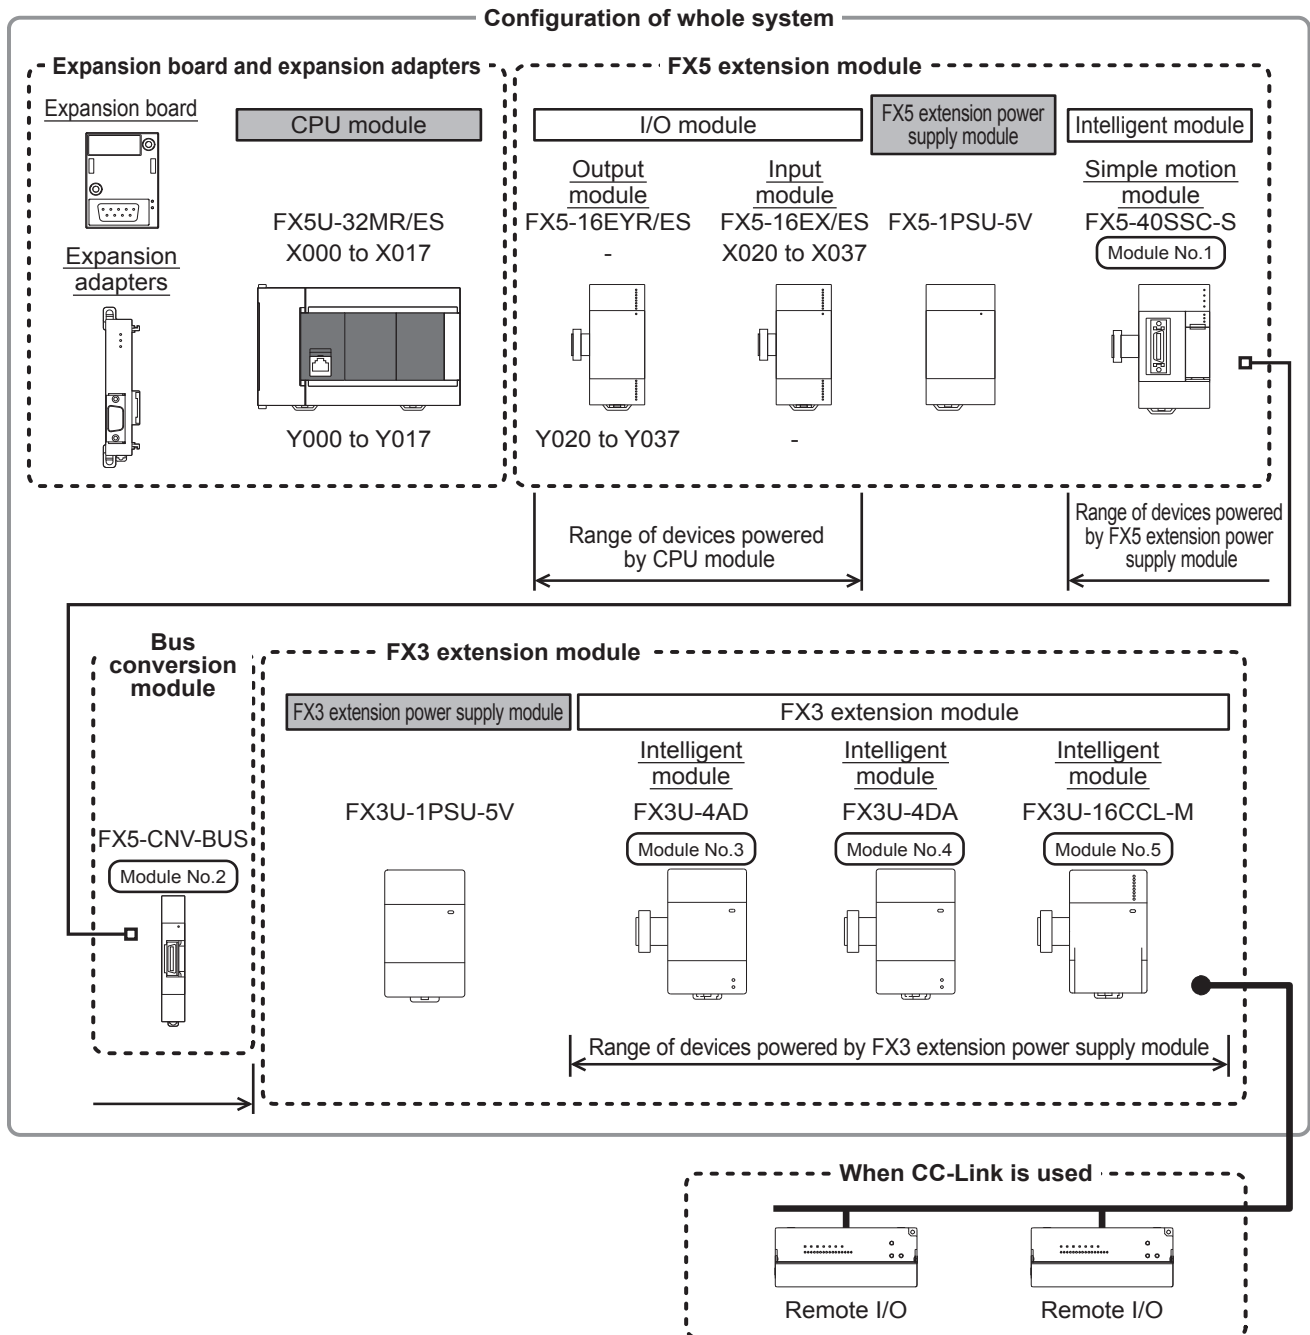 Configuration of whole system
Expansion board and expansion adapters
Expansion board
CPU module
FX5U-32MR/ES
X000 to X017
Expansion
adapters
Y000 to Y017
FX5 extension module
I/O module
FX5 extension power
supply module
Intelligent module
Output
module
FX5-16EYR/ES
-
Y020 to Y037
Input
module
FX5-16EX/ES
X020 to X037
-
FX5-1PSU-5V
Simple motion
module
FX5-40SSC-S
Module No.1
Range of devices powered
by CPU module
Range of devices powered
by FX5 extension power
supply module
Bus
conversion
module
FX5-CNV-BUS
Module No.2
FX3 extension module
FX3 extension power supply module
FX3 extension module
FX3U-1PSU-5V
Intelligent
module
FX3U-4AD
Module No.3
Intelligent
module
FX3U-4DA
Module No.4
Intelligent
module
FX3U-16CCL-M
Module No.5
Range of devices powered by FX3 extension power supply module
When CC-Link is used
Remote I/O
Remote I/O